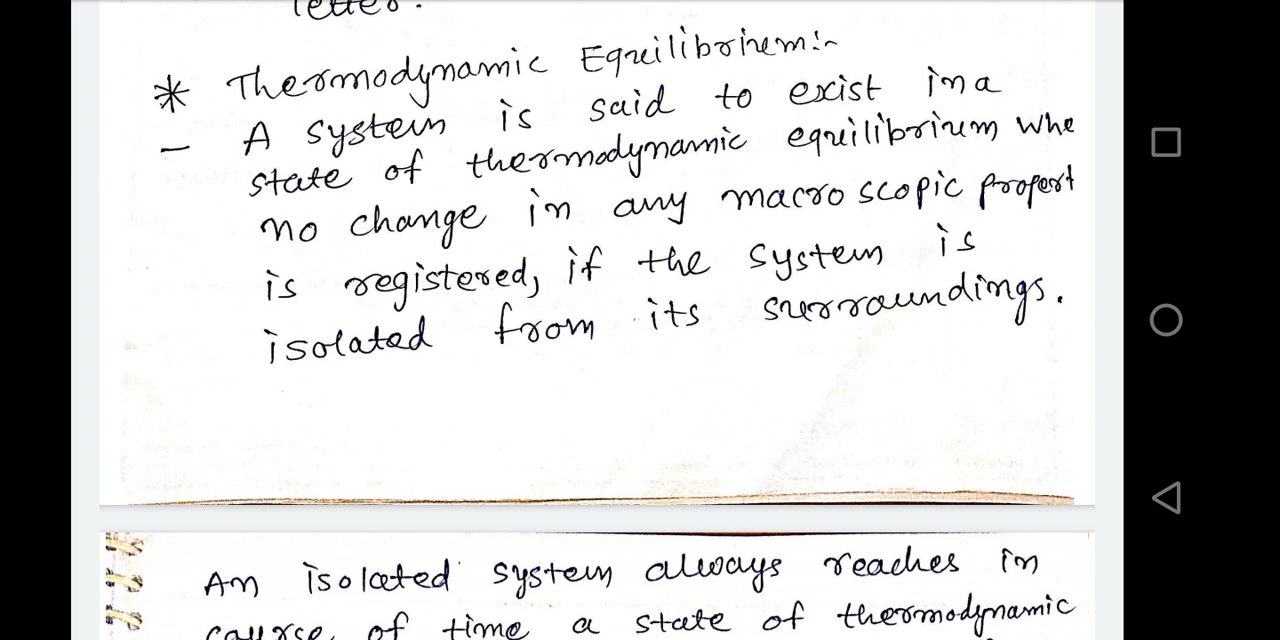 letter.
* Thermodynamic Equilibrium:-
- A system is said to exist in a
state of thermodynamic equilibrium whe
no change in any macroscopic propert
is registered, if the system is
isolated from its surroundings.
An isolated system always reaches in
course of time a state of thermodynamic